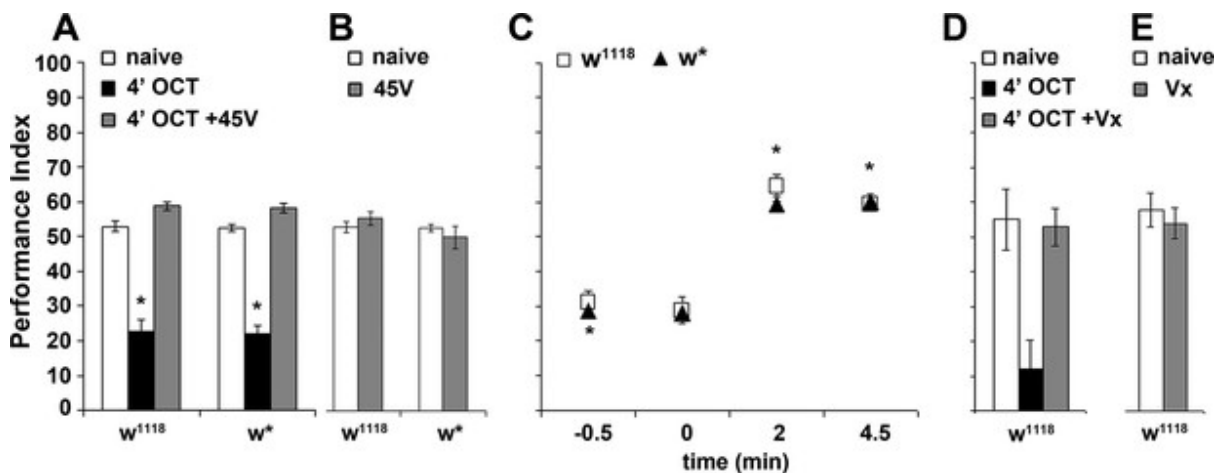 A
naive
4' OCT
4' OCT +45V
B
naive
45V
C
w¹¹¹⁸ w*
D
naive
4' OCT
4' OCT +Vx
E
naive
Vx
Performance Index
100
90
80
70
60
50
40
30
20
10
0
* *
* *
*
w¹¹¹⁸ w*
w¹¹¹⁸ w*
-0.5 0 2 4.5
time (min)
w¹¹¹⁸
w¹¹¹⁸